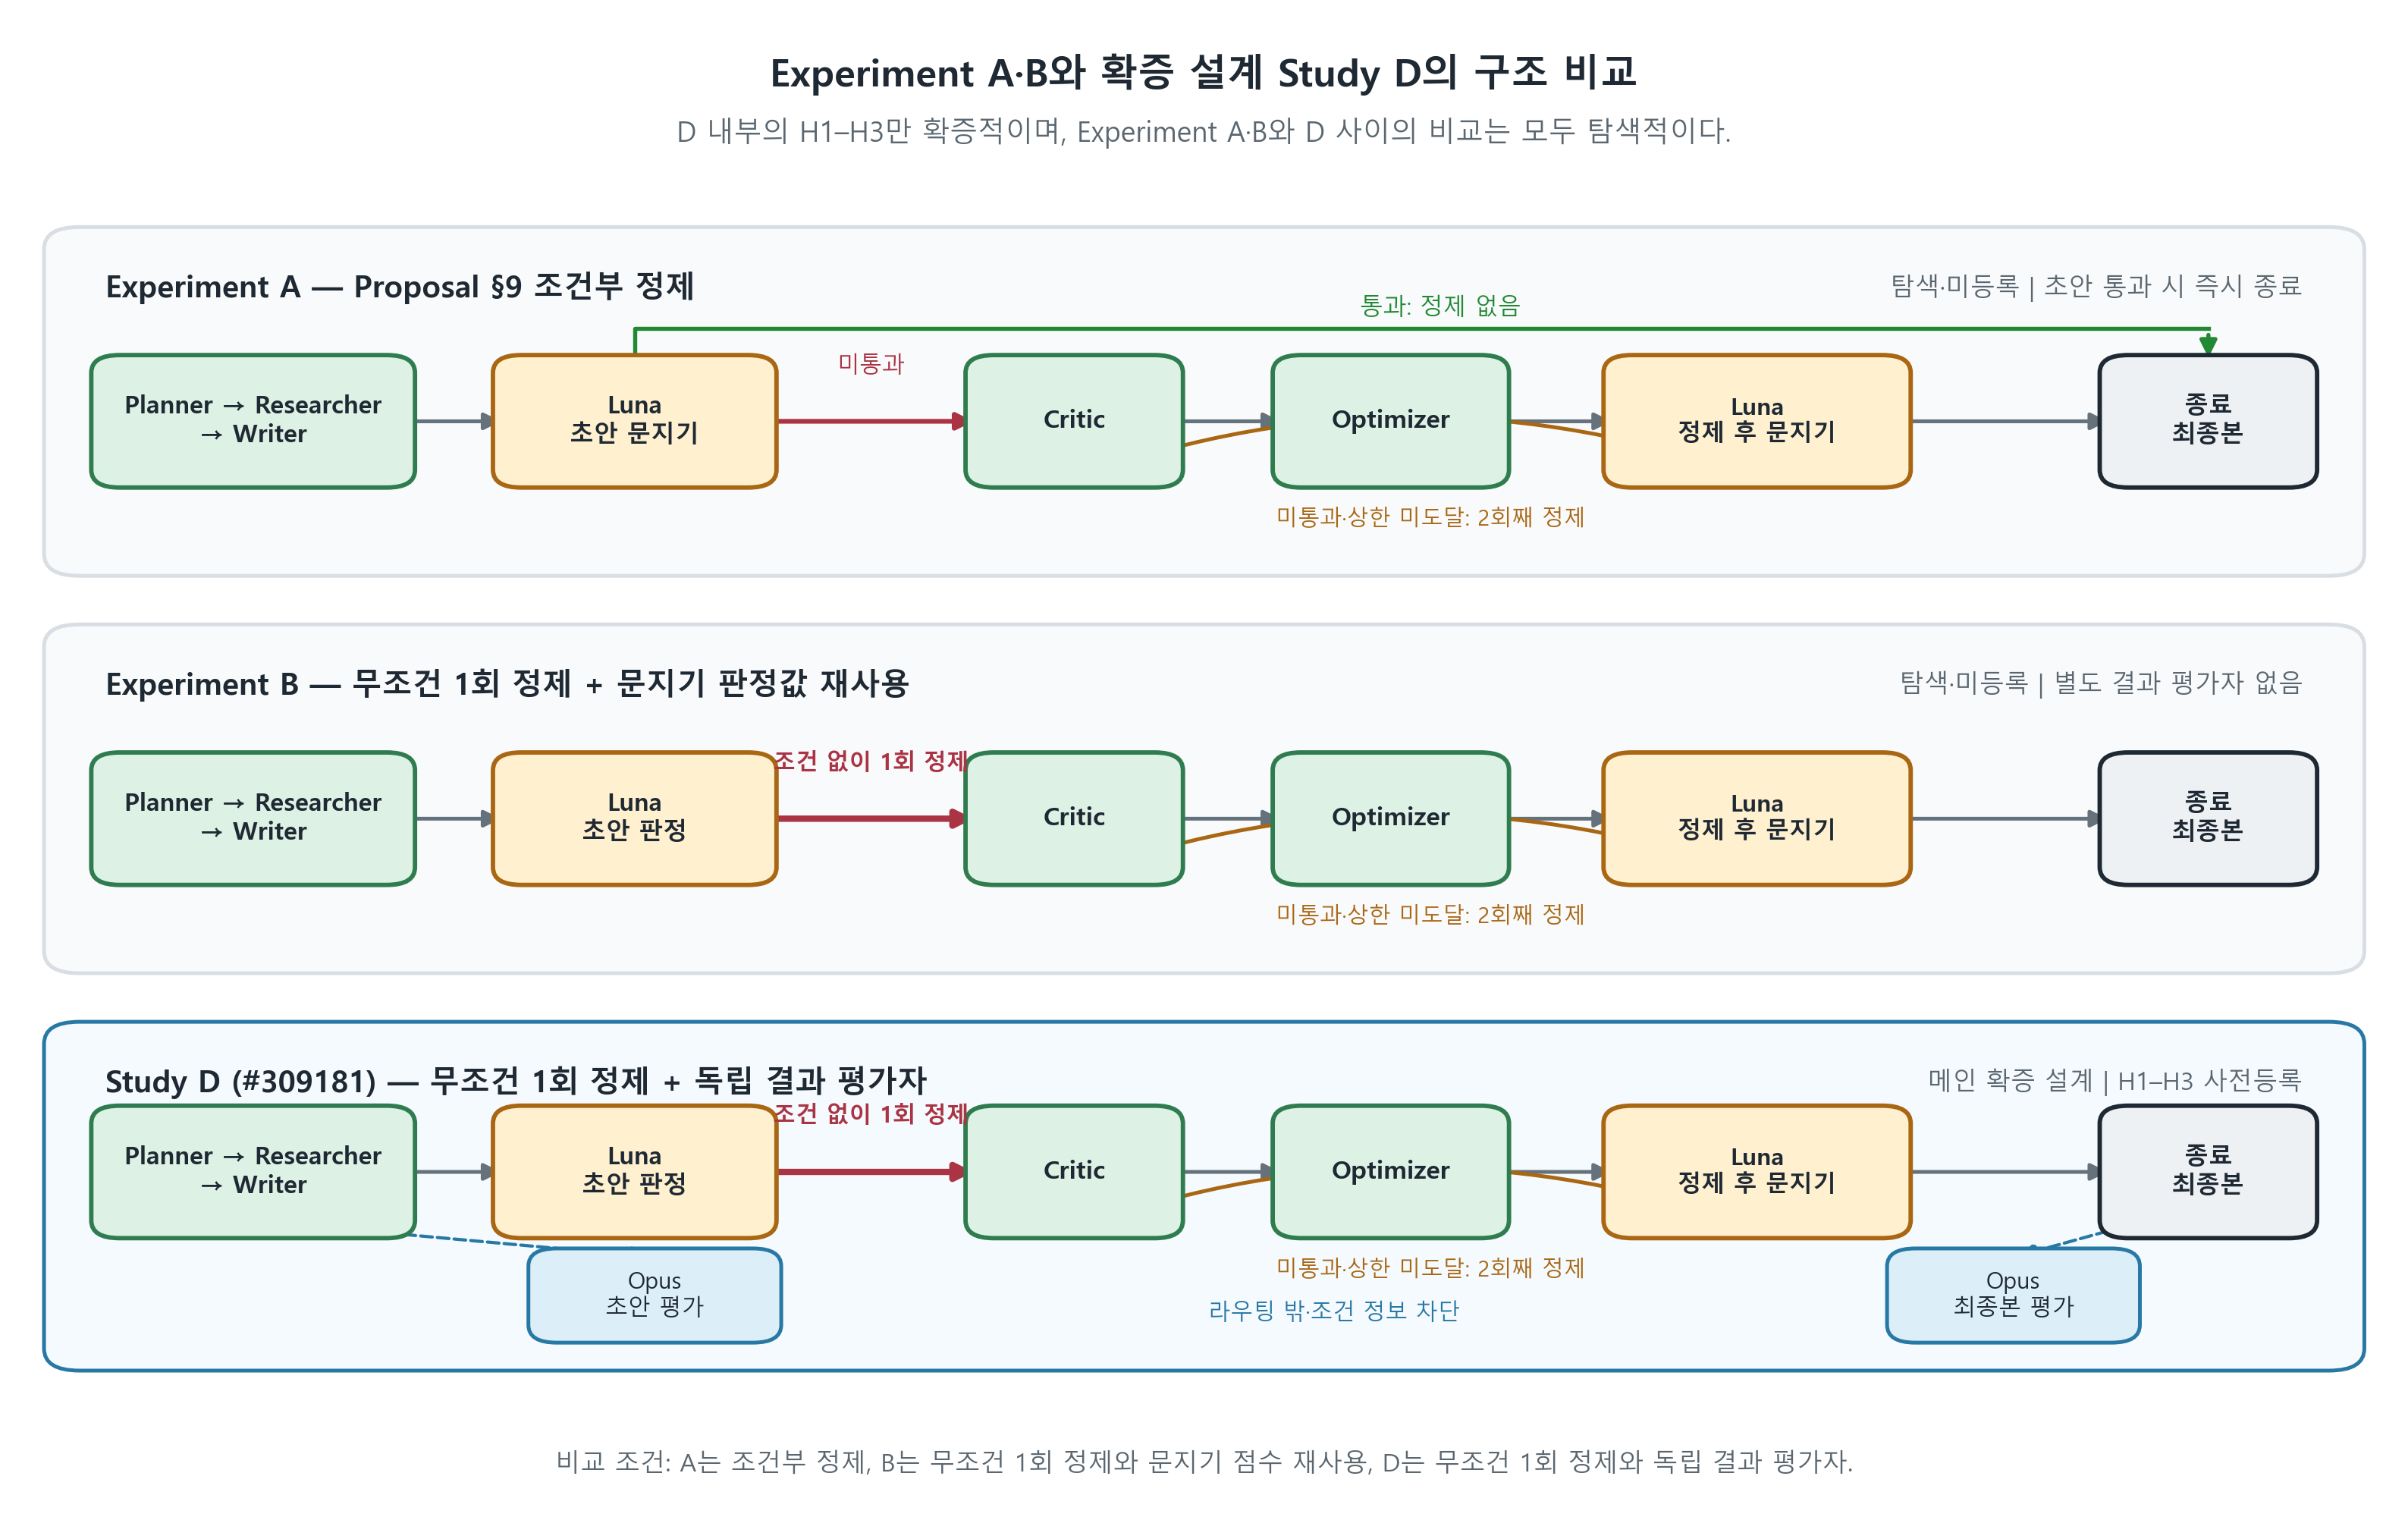 Experiment A·B와 확증 설계 Study D의 구조 비교
D 내부의 H1–H3만 확증적이며, Experiment A·B와 D 사이의 비교는 모두 탐색적이다.
Experiment A — Proposal §9 조건부 정제
탐색·미등록 | 초안 통과 시 즉시 종료
통과: 정제 없음
미통과
Planner → Researcher
→ Writer
Luna
초안 문지기
Critic
Optimizer
Luna
정제 후 문지기
종료
최종본
미통과·상한 미도달: 2회째 정제
Experiment B — 무조건 1회 정제 + 문지기 판정값 재사용
탐색·미등록 | 별도 결과 평가자 없음
조건 없이 1회 정제
Planner → Researcher
→ Writer
Luna
초안 판정
Critic
Optimizer
Luna
정제 후 문지기
종료
최종본
미통과·상한 미도달: 2회째 정제
Study D (#309181) — 무조건 1회 정제 + 독립 결과 평가자
메인 확증 설계 | H1–H3 사전등록
조건 없이 1회 정제
Planner → Researcher
→ Writer
Luna
초안 판정
Critic
Optimizer
Luna
정제 후 문지기
종료
최종본
미통과·상한 미도달: 2회째 정제
Opus
초안 평가
라우팅 밖·조건 정보 차단
Opus
최종본 평가
비교 조건: A는 조건부 정제, B는 무조건 1회 정제와 문지기 점수 재사용, D는 무조건 1회 정제와 독립 결과 평가자.